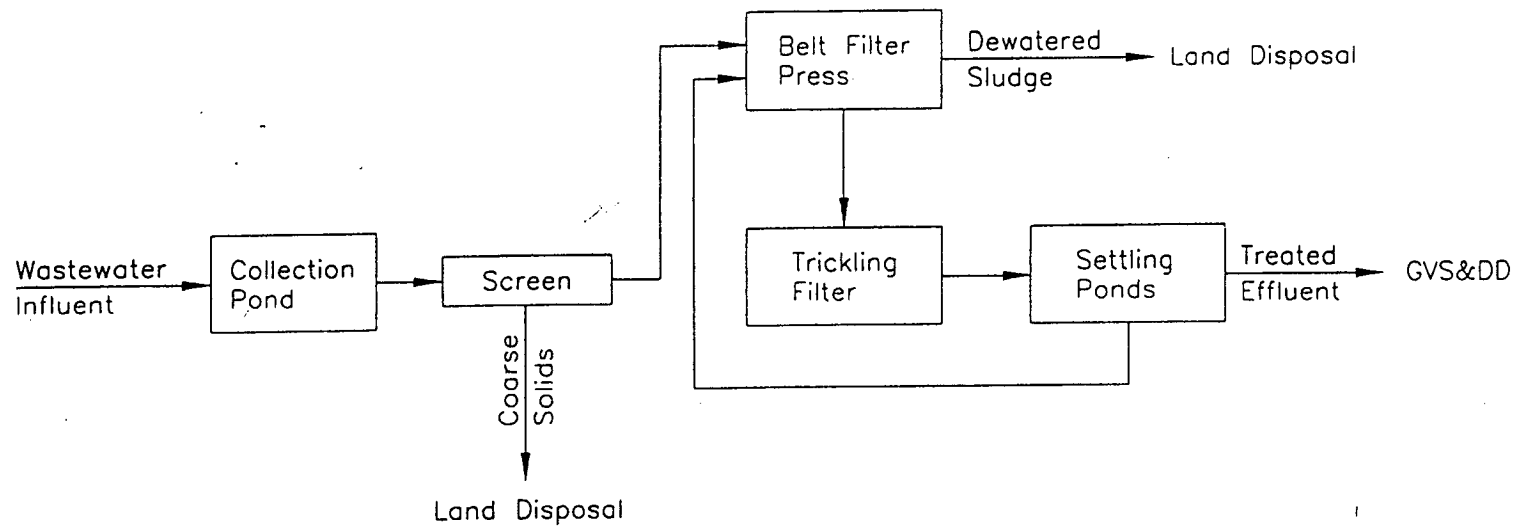 Belt Filter
Press
Dewatered
Sludge
Land Disposal
Wastewater
Influent
Collection
Pond
Screen
Coarse
Solids
Land Disposal
Trickling
Filter
Settling
Ponds
Treated
Effluent
GVS&DD